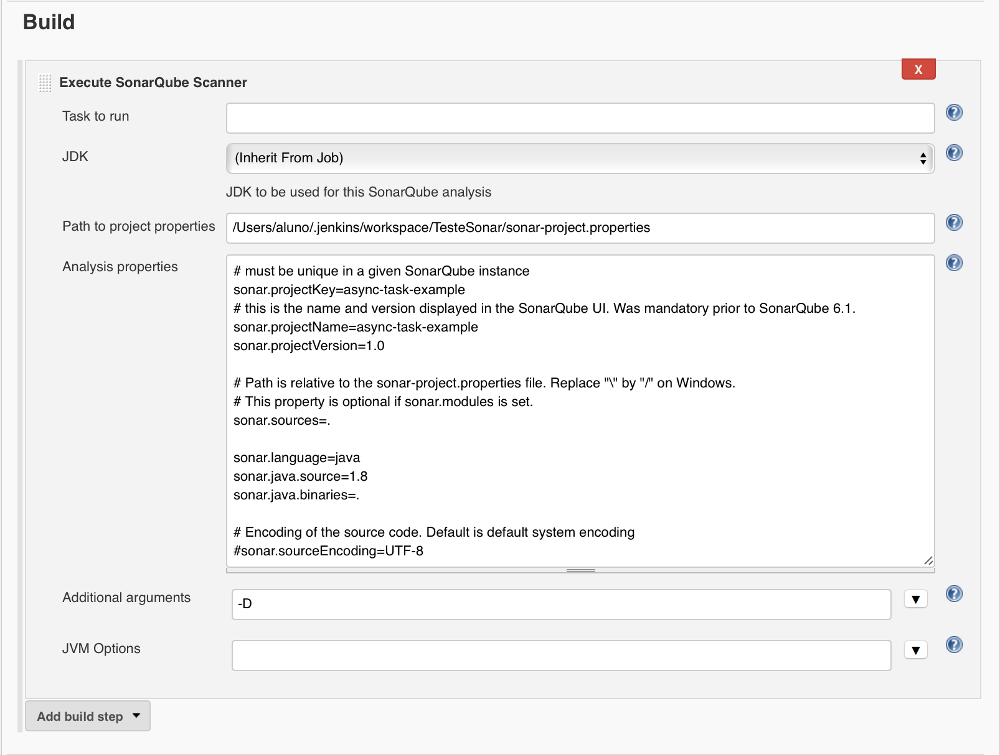 Build
X
Execute SonarQube Scanner
Task to run
JDK
(Inherit From Job)
JDK to be used for this SonarQube analysis
Path to project properties
/Users/aluno/.jenkins/workspace/TesteSonar/sonar-project.properties
Analysis properties
# must be unique in a given SonarQube instance
sonar.projectKey=async-task-example
# this is the name and version displayed in the SonarQube UI. Was mandatory prior to SonarQube 6.1.
sonar.projectName=async-task-example
sonar.projectVersion=1.0
# Path is relative to the sonar-project.properties file. Replace "\" by "/" on Windows.
# This property is optional if sonar.modules is set.
sonar.sources=.
sonar.language=java
sonar.java.source=1.8
sonar.java.binaries=.
# Encoding of the source code. Default is default system encoding
#sonar.sourceEncoding=UTF-8
Additional arguments
-D
JVM Options
Add build step